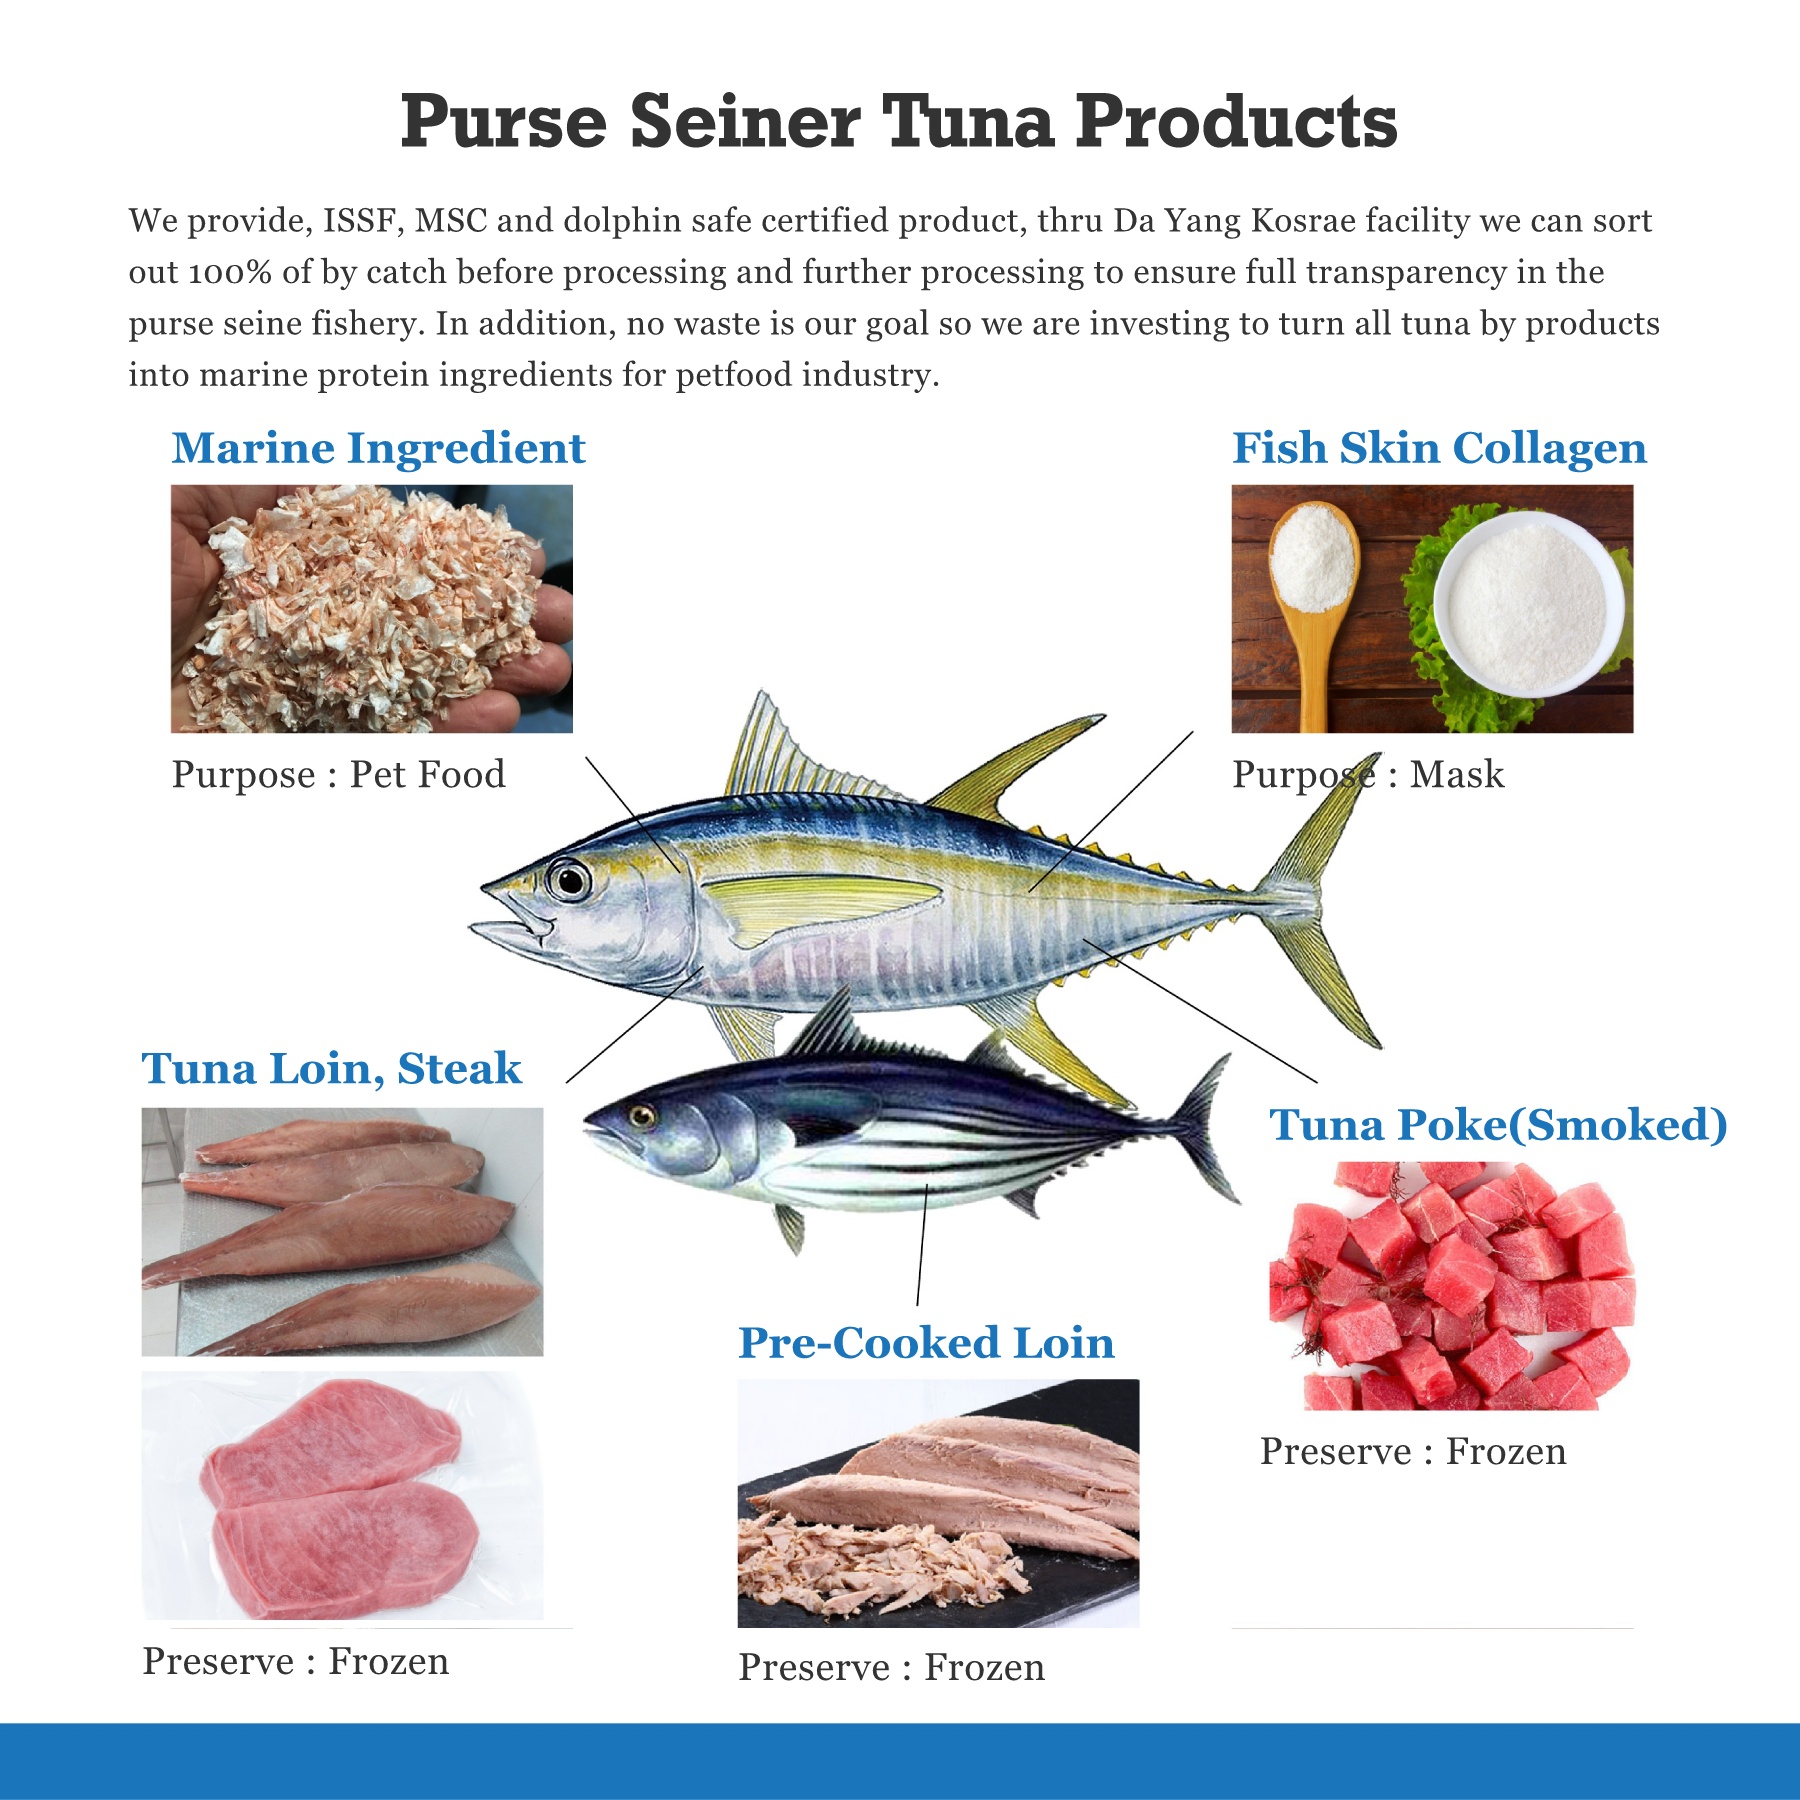 Purse Seiner Tuna Products
We provide, ISSF, MSC and dolphin safe certified product, thru Da Yang Kosrae facility we can sort
out 100% of by catch before processing and further processing to ensure full transparency in the
purse seine fishery. In addition, no waste is our goal so we are investing to turn all tuna by products
into marine protein ingredients for petfood industry.
Marine Ingredient
Purpose : Pet Food
Fish Skin Collagen
Purpose : Mask
Tuna Loin, Steak
Preserve : Frozen
Pre-Cooked Loin
Preserve : Frozen
Tuna Poke(Smoked)
Preserve : Frozen